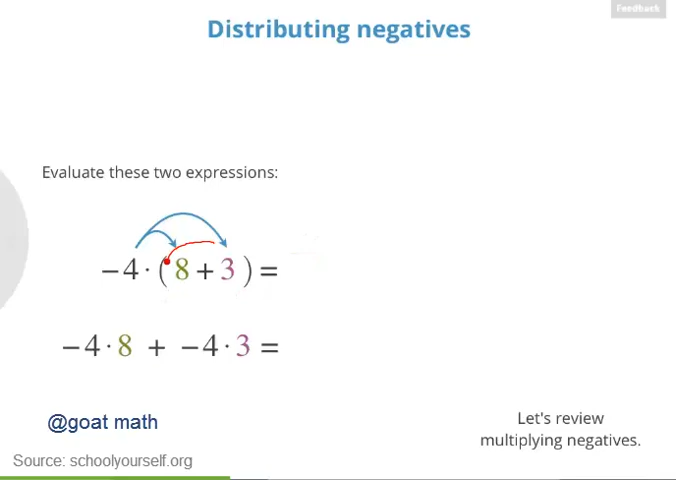 Feedback
Distributing negatives
Evaluate these two expressions:
−4 · (8 + 3) =
−4 · 8 + −4 · 3 =
@goat math
Let's review
multiplying negatives.
Source: schoolyourself.org